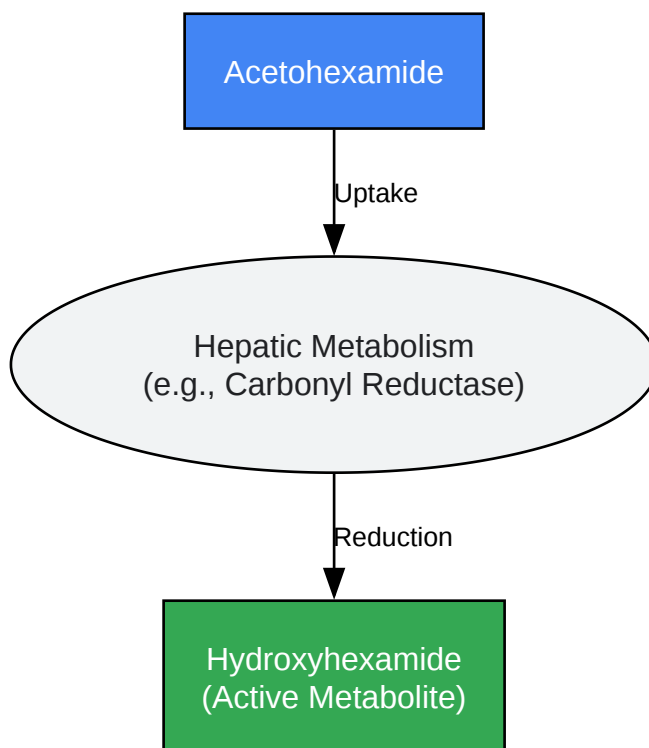 Acetohexamide
Uptake
Hepatic Metabolism
(e.g., Carbonyl Reductase)
Reduction
Hydroxyhexamide
(Active Metabolite)